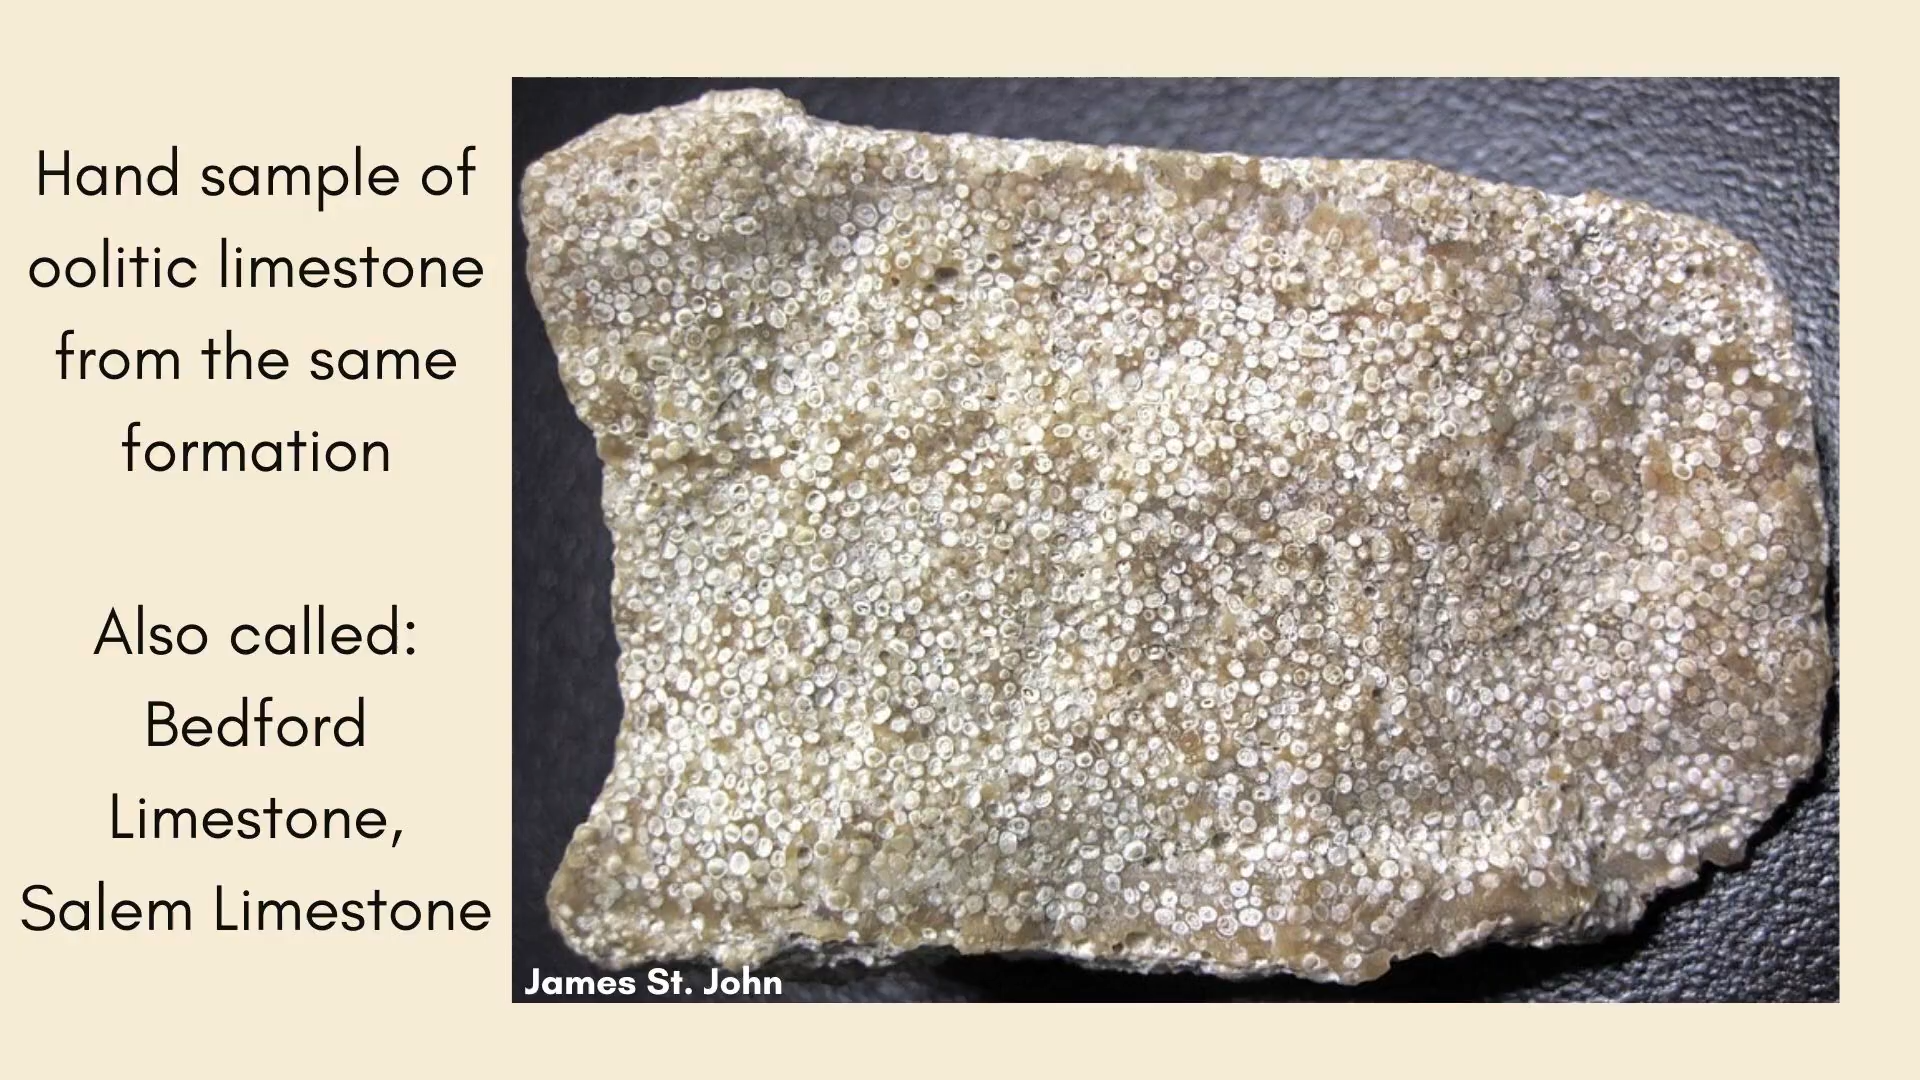 Hand sample of
oolitic limestone
from the same
formation
Also called:
Bedford
Limestone,
Salem Limestone
James St. John